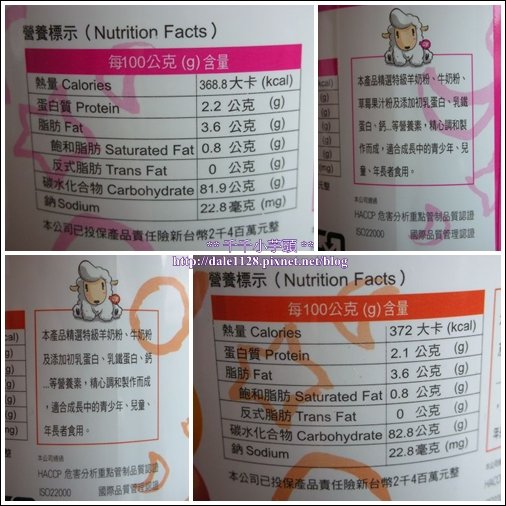 營養標示（Nutrition Facts）
每100公克 (g) 含量
熱量 Calories 368.8 大卡 (kcal)
蛋白質 Protein 2.2 公克 (g)
脂肪 Fat 3.6 公克 (g)
飽和脂肪 Saturated Fat 0.8 公克 (g)
反式脂肪 Trans Fat 0 公克 (g)
碳水化合物 Carbohydrate 81.9 公克 (g)
鈉 Sodium 22.8 毫克 (mg)
本公司已投保產品責任險新台幣2千4百萬元整
本產品精選特級羊奶粉、牛奶粉、
草莓果汁粉及添加初乳蛋白、乳鐵
蛋白、鈣...等營養素，精心調和製
作而成，適合成長中的青少年、兒
童、年長者食用。
本公司通過
HACCP 危害分析重點管制品質認證
ISO22000 國際品質管理認證
** 千千小芋頭 **
http://dale1128.pixnet.net/blog
本產品精選特級羊奶粉、牛奶粉
及添加初乳蛋白、乳鐵蛋白、鈣
...等營養素，精心調和製作而成
，適合成長中的青少年、兒童、
年長者食用。
本公司通過
HACCP 危害分析重點管制品質認證
ISO22000 國際品質管理認證
營養標示（Nutrition Facts）
每100公克 (g) 含量
熱量 Calories 372 大卡 (kcal)
蛋白質 Protein 2.1 公克 (g)
脂肪 Fat 3.6 公克 (g)
飽和脂肪 Saturated Fat 0.8 公克 (g)
反式脂肪 Trans Fat 0 公克 (g)
碳水化合物 Carbohydrate 82.8 公克 (g)
鈉 Sodium 22.8 毫克 (mg)
本公司已投保產品責任險新台幣2千4百萬元整